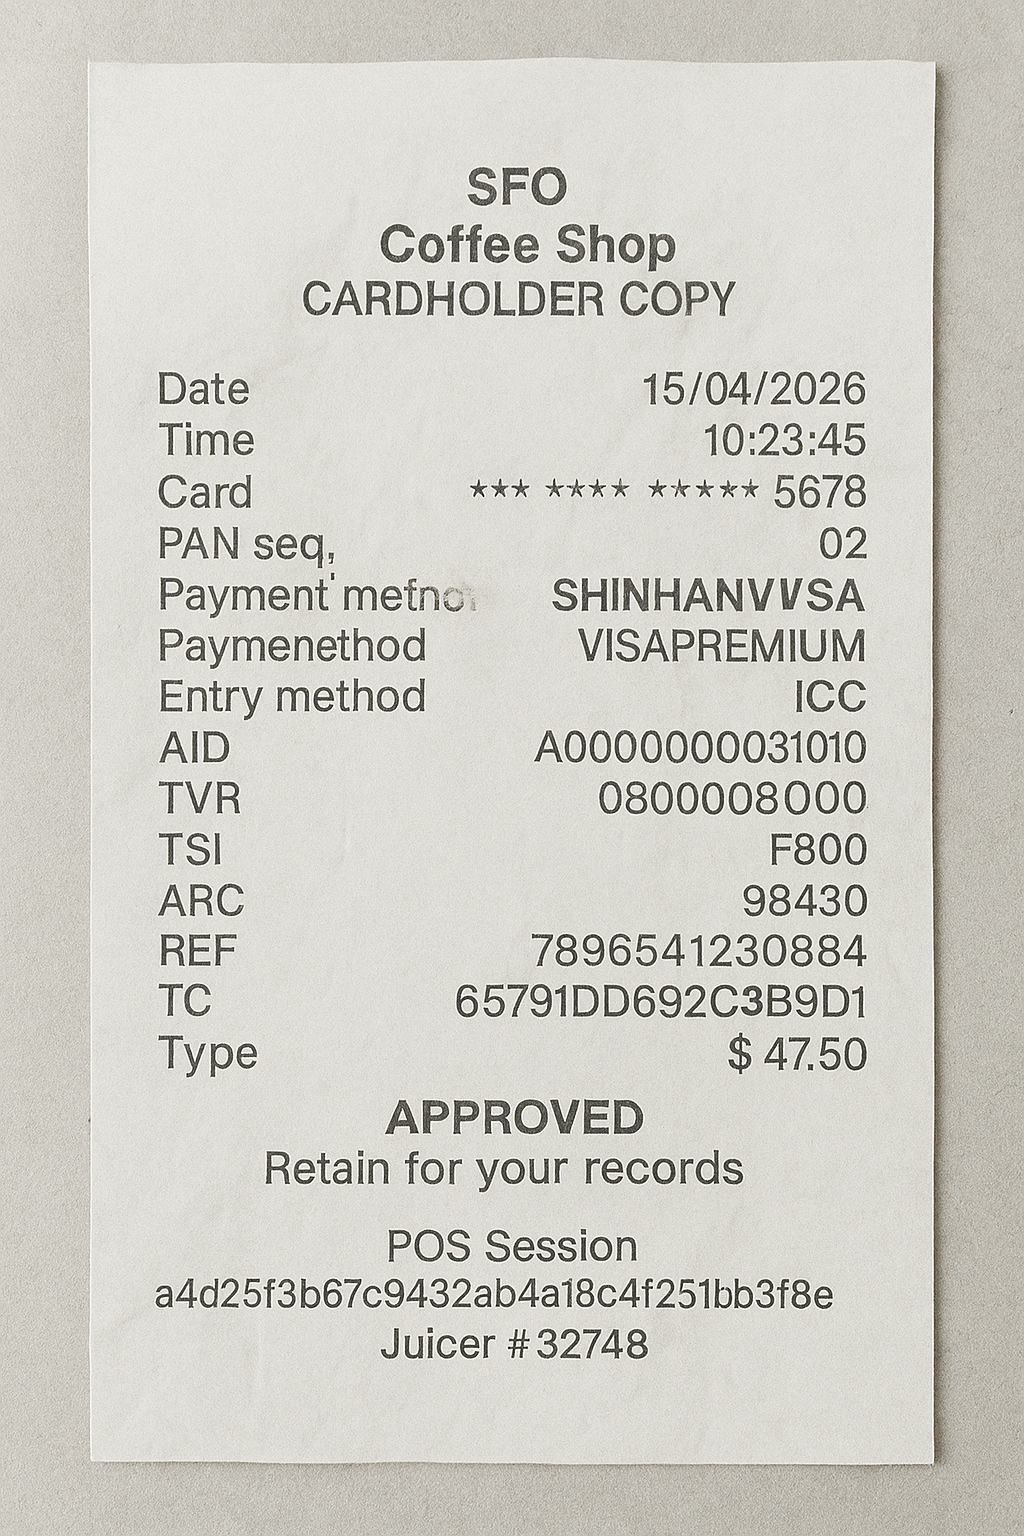 SFO
Coffee Shop
CARDHOLDER COPY
Date 15/04/2026
Time 10:23:45
Card *** **** ***** 5678
PAN seq, 02
Payment SHINHANVVSA
Paymenethod VISAPREMIUM
Entry method ICC
AID A0000000031010
TVR 0800008000
TSI F800
ARC 98430
REF 7896541230884
TC 65791DD692C3B9D1
Type $ 47.50
APPROVED
Retain for your records
POS Session
a4d25f3b67c9432ab4a18c4f251bb3f8e
Juicer #32748